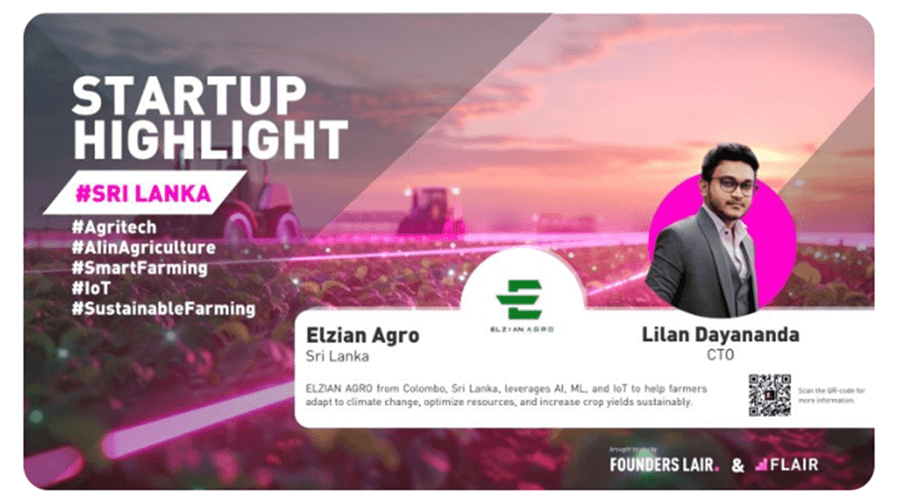 STARTUP
HIGHLIGHT
#SRI LANKA
#Agritech
#AIinAgriculture
#SmartFarming
#IoT
#SustainableFarming
ELZIAN AGRO
Elzian Agro
Sri Lanka
Lilan Dayananda
CTO
ELZIAN AGRO from Colombo, Sri Lanka, leverages AI, ML, and IoT to help farmers
adapt to climate change, optimize resources, and increase crop yields sustainably.
Scan the QR-code for
more information.
brought to you by
FOUNDERS LAIR. & FLAIR